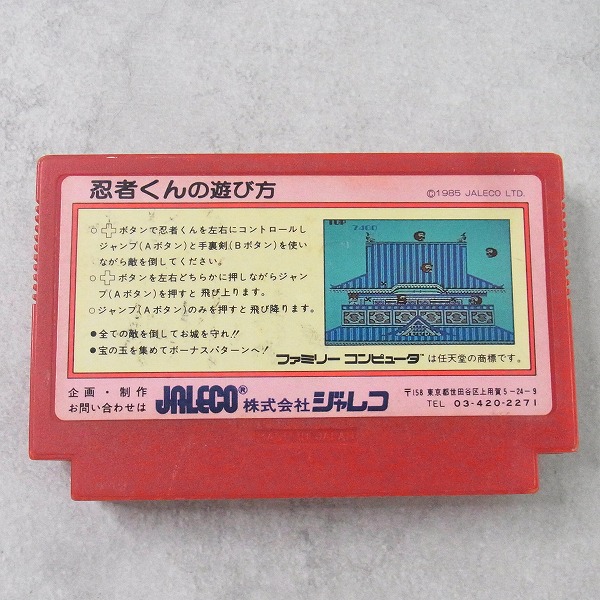 忍者くんの遊び方
©1985 JALECO LTD.
○✚ボタンで忍者くんを左右にコントロールし
ジャンプ(Aボタン)と手裏剣(Bボタン)を使い
ながら敵を倒してください。
○✚ボタンを左右どちらかに押しながらジャン
プ(Aボタン)を押すと 飛び上ります。
○ジャンプ(Aボタン)のみを押すと飛び降ります。
●全ての敵を倒してお城を守れ!!
●宝の玉を集めてボーナスパターンへ!!
1UP
7400
ファミリー コンピュータ™は任天堂の商標です。
企画・制作
お問い合わせは
JALECO® 株式会社ジャレコ
〒158 東京都世田谷区上用賀5-24-9
TEL 03-420-2271